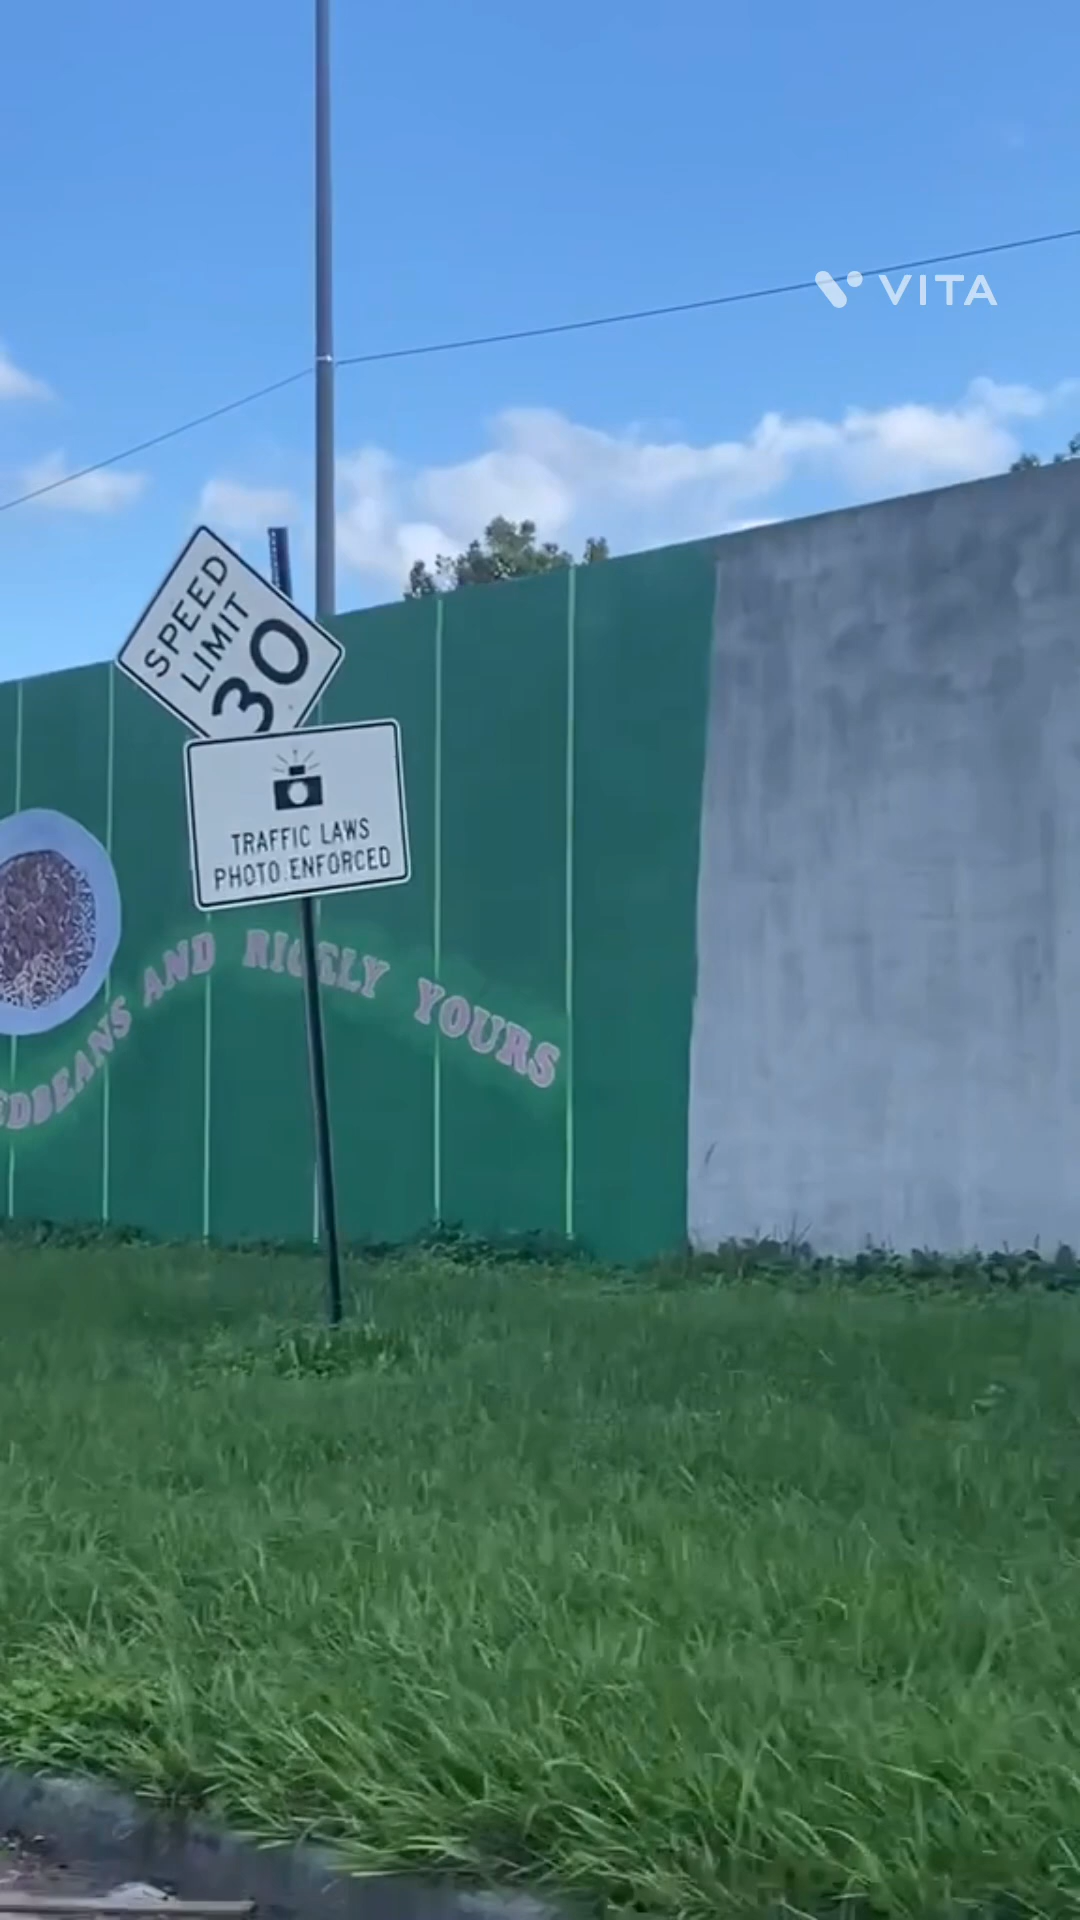 VITA
SPEED
LIMIT
30
TRAFFIC LAWS
PHOTO ENFORCED
AND YOURS